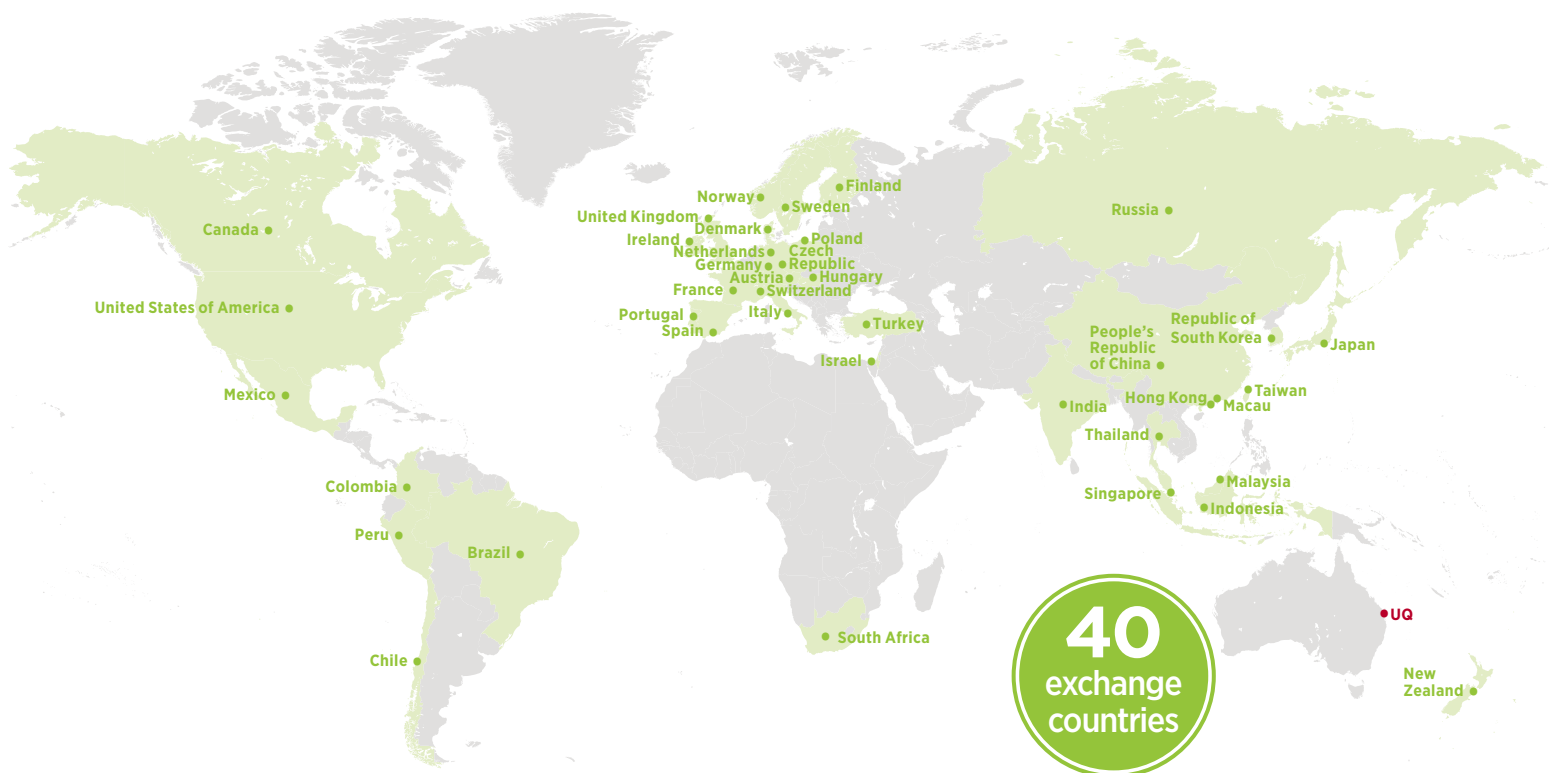 Canada
United States of America
Mexico
Colombia
Peru
Brazil
Chile
Norway
Finland
Sweden
United Kingdom
Denmark
Ireland
Poland
Netherlands
Czech
Republic
Germany
Austria
Hungary
France
Switzerland
Portugal
Italy
Spain
Turkey
Israel
South Africa
Russia
People's
Republic
of China
Republic of
South Korea
Japan
Taiwan
Hong Kong
Macau
India
Thailand
Malaysia
Singapore
Indonesia
UQ
New
Zealand
40
exchange
countries